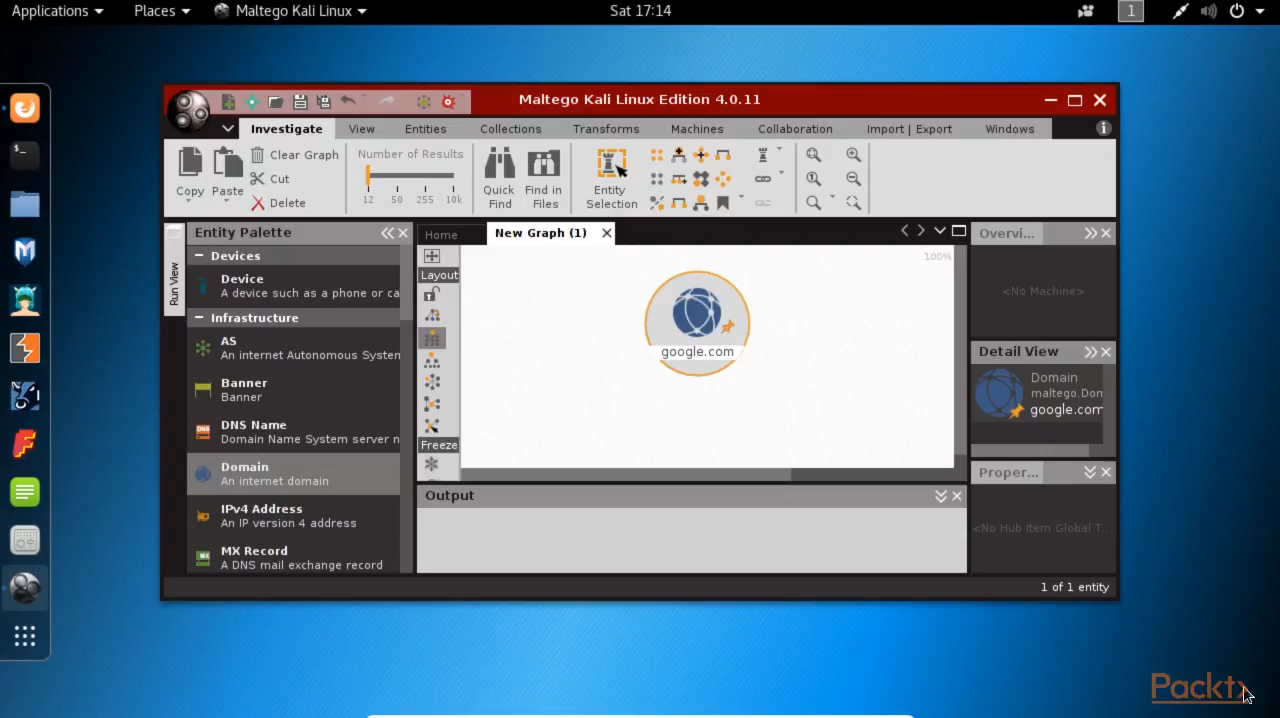 Applications Places Maltego Kali Linux Sat 17:14 1
Maltego Kali Linux Edition 4.0.11
Investigate View Entities Collections Transforms Machines Collaboration Import | Export Windows
Copy Paste Clear Graph
Cut
Delete
Number of Results
12 50 255 10k
Quick Find
Find in Files
Entity Selection
Run View
Entity Palette
Devices
Device
A device such as a phone or ca
Infrastructure
AS
An internet Autonomous System
Banner
Banner
DNS Name
Domain Name System server n
Domain
An internet domain
IPv4 Address
An IP version 4 address
MX Record
A DNS mail exchange record
Home New Graph (1)
Layout
Freeze
100%
google.com
Output
Overvi...
<No Machine>
Detail View
Domain
maltego.Dom
google.com
Proper...
<No Hub Item Global T...
1 of 1 entity
Packt